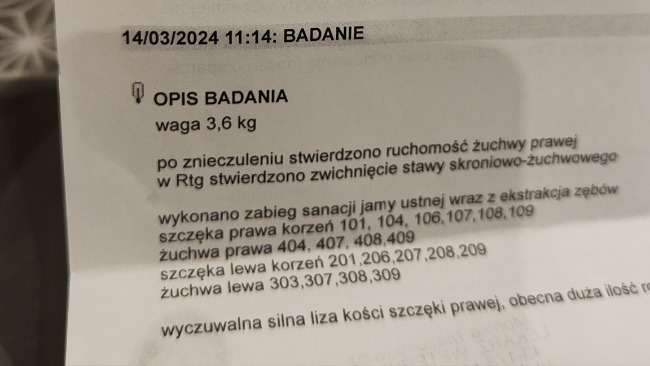 14/03/2024 11:14: BADANIE
OPIS BADANIA
waga 3,6 kg
po znieczuleniu stwierdzono ruchomość żuchwy prawej
w Rtg stwierdzono zwichnięcie stawy skroniowo-żuchwowego
wykonano zabieg sanacji jamy ustnej wraz z ekstrakcja zębów
szczęka prawa korzeń 101, 104, 106,107,108,109
żuchwa prawa 404, 407, 408,409
szczęka lewa korzeń 201,206,207,208,209
żuchwa lewa 303,307,308,309
wyczuwalna silna liza kości szczęki prawej, obecna duża ilość